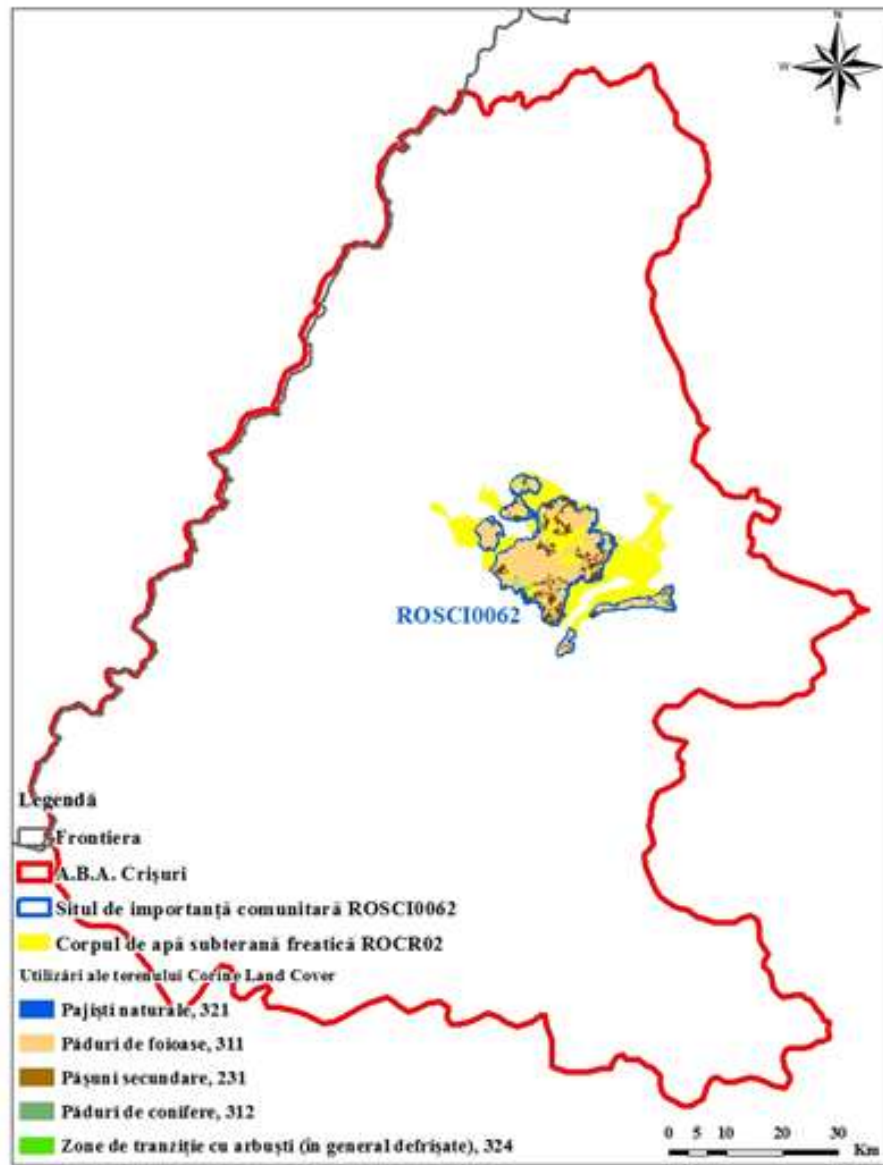 N
W
S
ROSCI0062
Legendă
Frontiera
A.B.A. Crișuri
Situl de importanță comunitară ROSCI0062
Corpul de apă subterană freatică ROCR02
Utilizări ale terenului Corine Land Cover
Pajiști naturale, 321
Păduri de foioase, 311
Pășuni secundare, 231
Păduri de conifere, 312
Zone de tranziție cu arbuști (în general defrișate), 324
0 5 10 20 30
Km